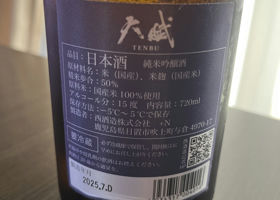 天賦
TENBU
品目：日本酒　純米吟醸酒
原材料名：米（国産）、米麹（国産米）
精米歩合：50%
原料米：国産米100%使用
アルコール分：15度　内容量：720ml
保存方法：-5℃～5℃で保存
製造者：西酒造株式会社　+N
鹿児島県日置市吹上町与倉4970-17
要冷蔵
製造年月
2025.7.D